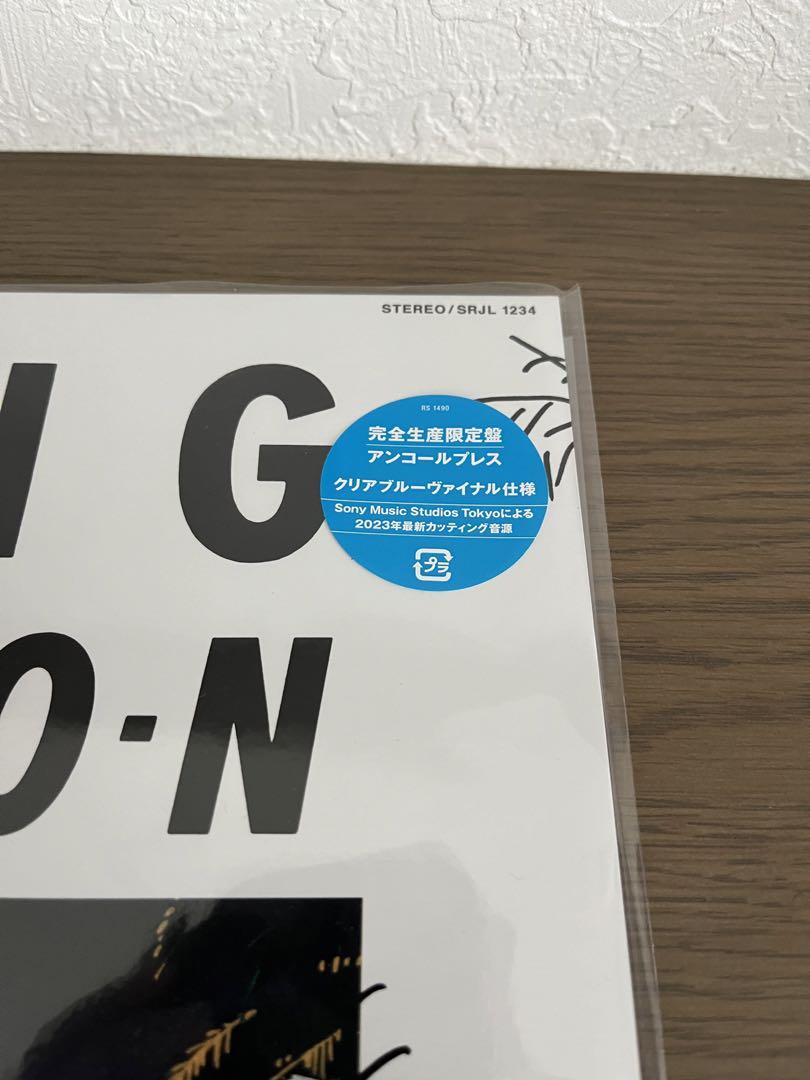 STEREO/SRJL 1234
N G
RS 1490
完全生産限定盤
アンコールプレス
クリアブルーヴァイナル仕様
Sony Music Studios Tokyoによる
2023年最新カッティング音源
プラ
O·N